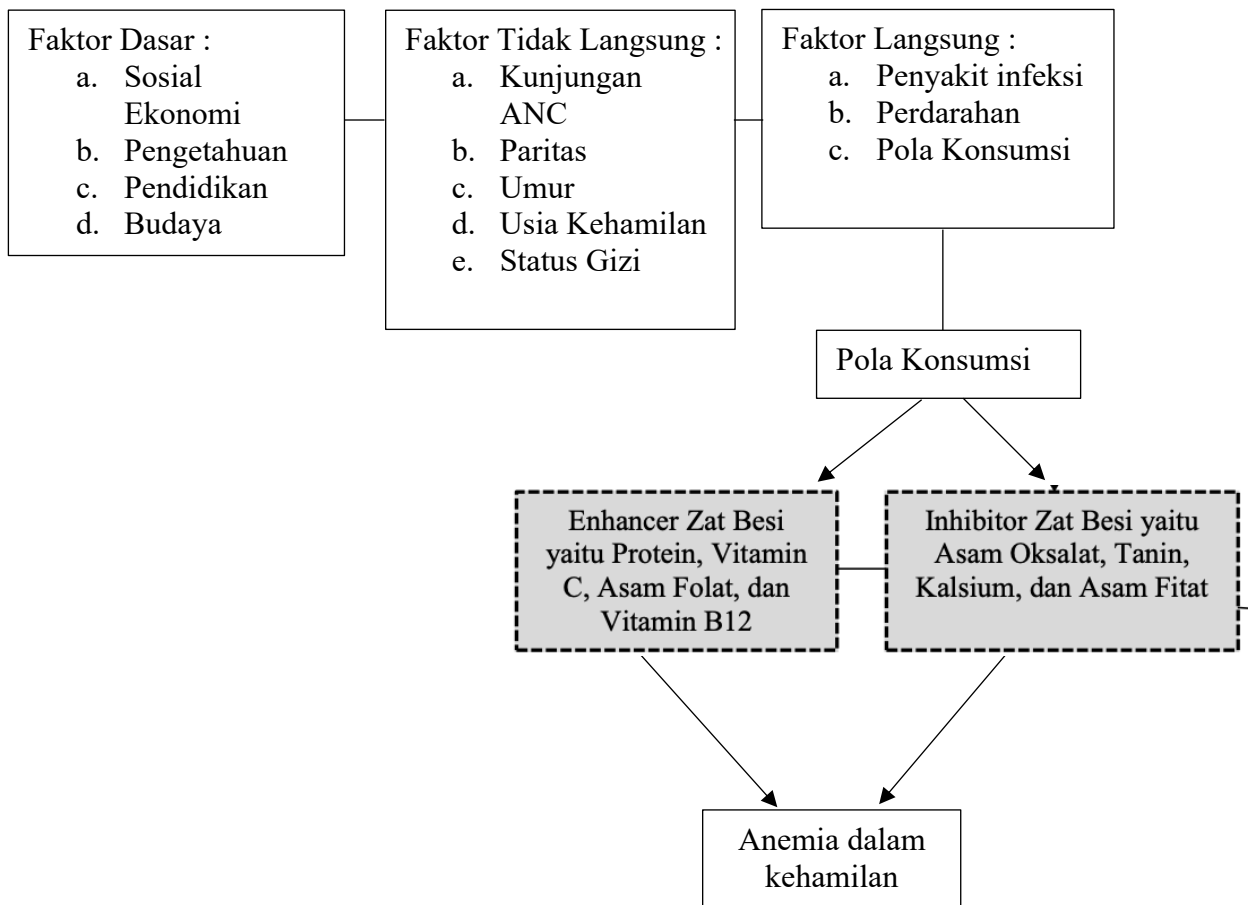 Faktor Dasar :
a. Sosial
Ekonomi
b. Pengetahuan
c. Pendidikan
d. Budaya
Faktor Tidak Langsung :
a. Kunjungan
ANC
b. Paritas
c. Umur
d. Usia Kehamilan
e. Status Gizi
Faktor Langsung :
a. Penyakit infeksi
b. Perdarahan
c. Pola Konsumsi
Pola Konsumsi
Enhancer Zat Besi
yaitu Protein, Vitamin
C, Asam Folat, dan
Vitamin B12
Inhibitor Zat Besi yaitu
Asam Oksalat, Tanin,
Kalsium, dan Asam Fitat
Anemia dalam
kehamilan